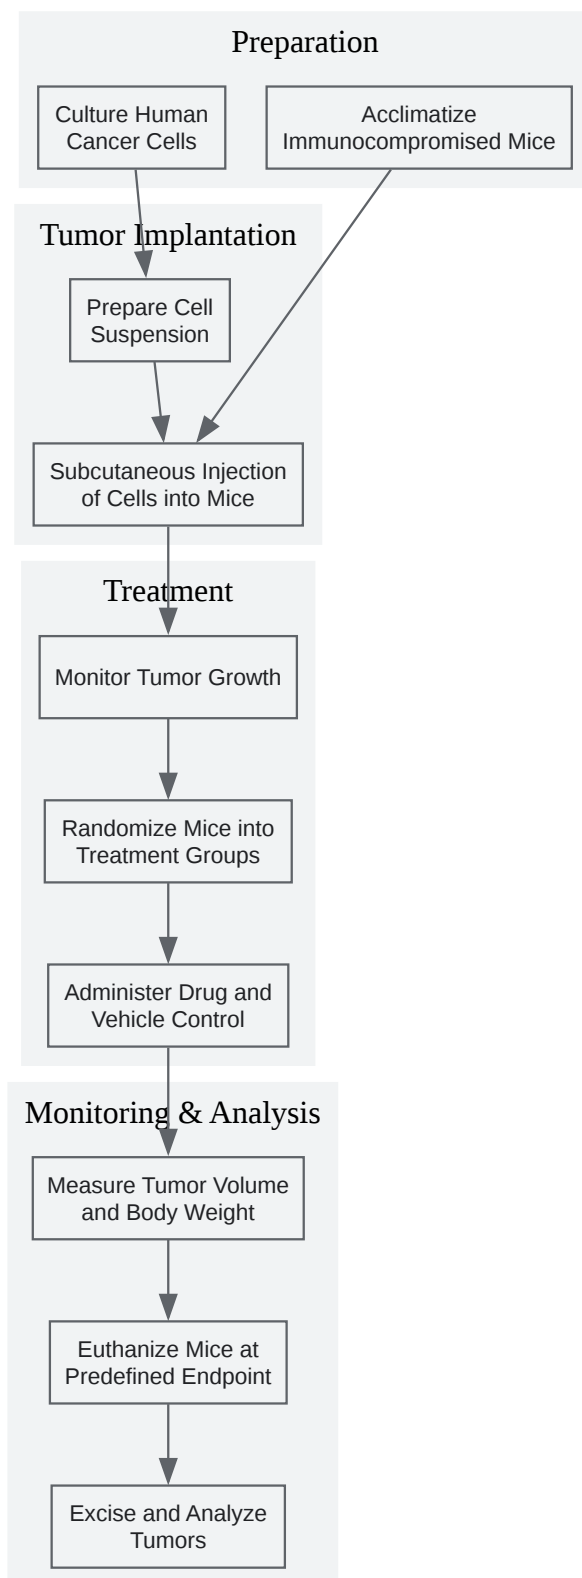 Preparation
Culture Human
Cancer Cells
Acclimatize
Immunocompromised Mice
Tumor Implantation
Prepare Cell
Suspension
Subcutaneous Injection
of Cells into Mice
Treatment
Monitor Tumor Growth
Randomize Mice into
Treatment Groups
Administer Drug and
Vehicle Control
Monitoring & Analysis
Measure Tumor Volume
and Body Weight
Euthanize Mice at
Predefined Endpoint
Excise and Analyze
Tumors